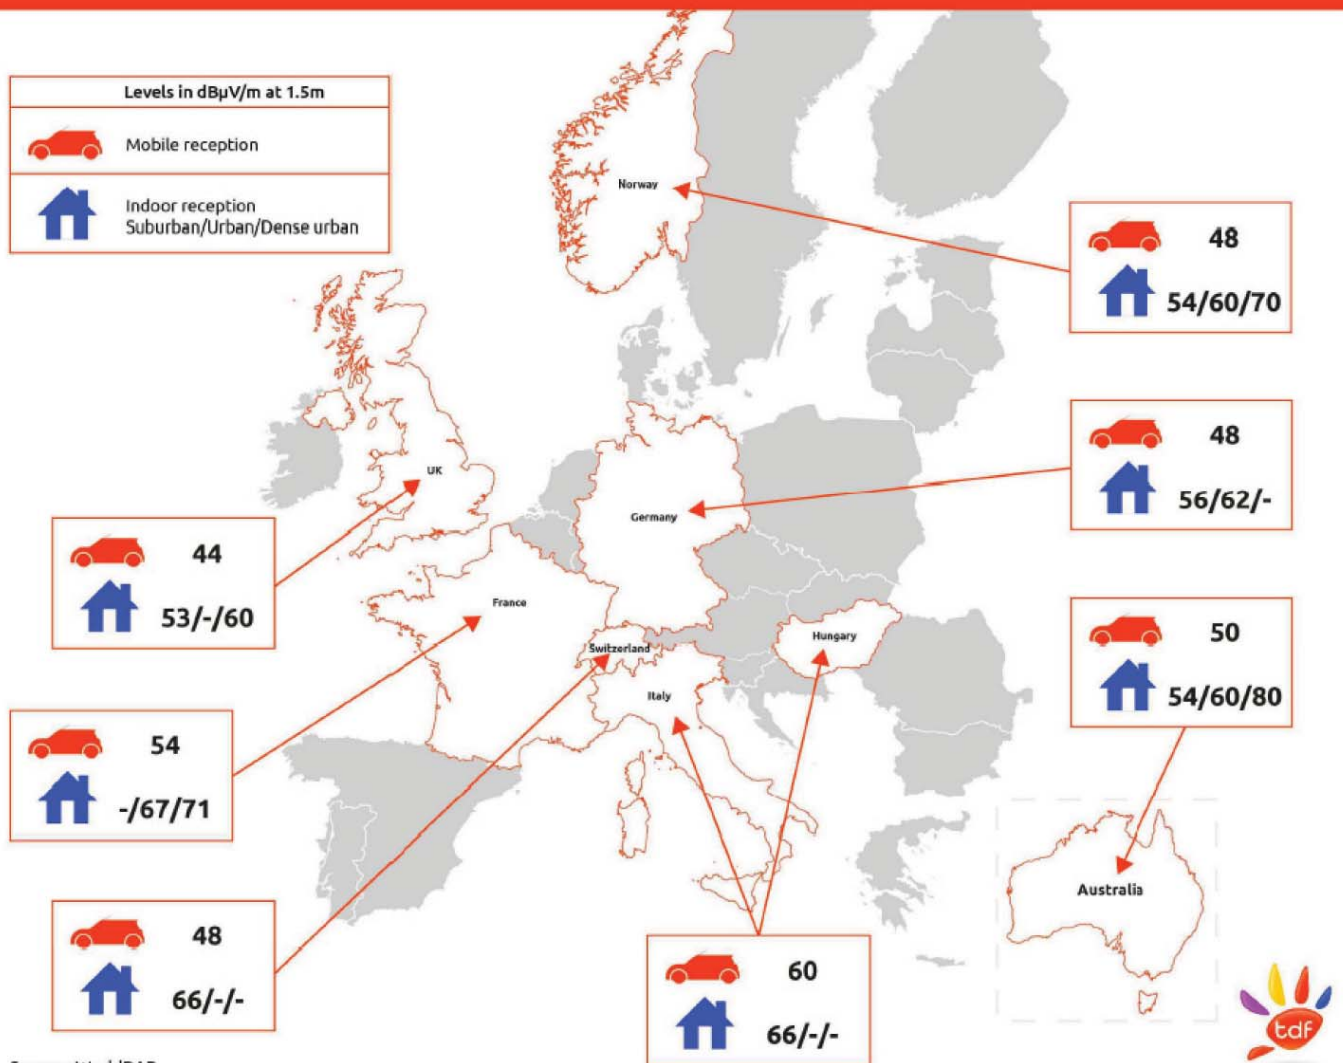 Levels in dBµV/m at 1.5m
Mobile reception
Indoor reception
Suburban/Urban/Dense urban
Norway
48
54/60/70
UK
Germany
48
56/62/-
44
53/-/60
France
Switzerland
Hungary
Italy
50
54/60/80
54
-/67/71
Australia
48
66/-/-
60
66/-/-
tdf